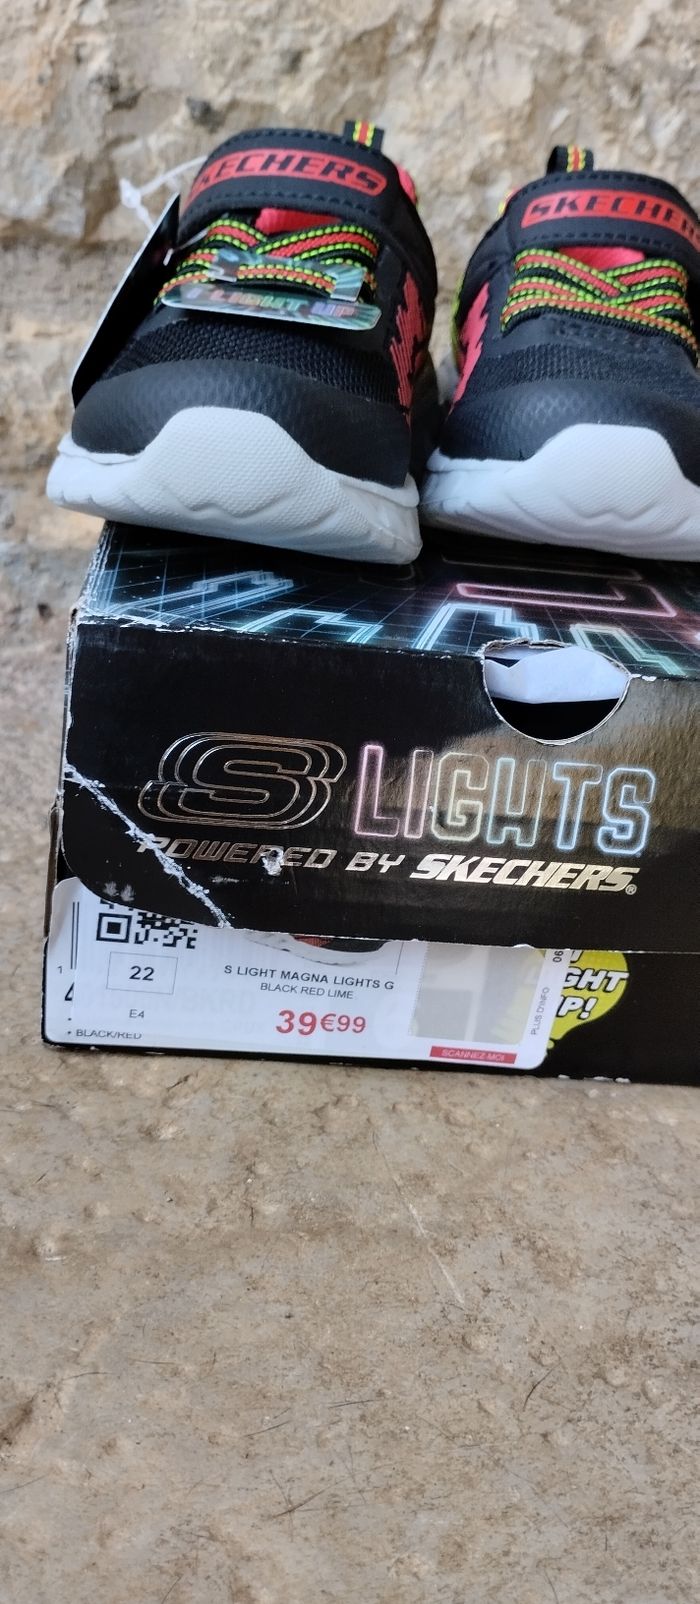 SKECHERS
SKECHERS
LIGHT UP
S LIGHTS
POWERED BY SKECHERS®
22
E4
BLACK/RED
S LIGHT MAGNA LIGHTS G
BLACK RED LIME
39€99
PLUS D'INFO
06
SCANNEZ-MOI
GHT
P!